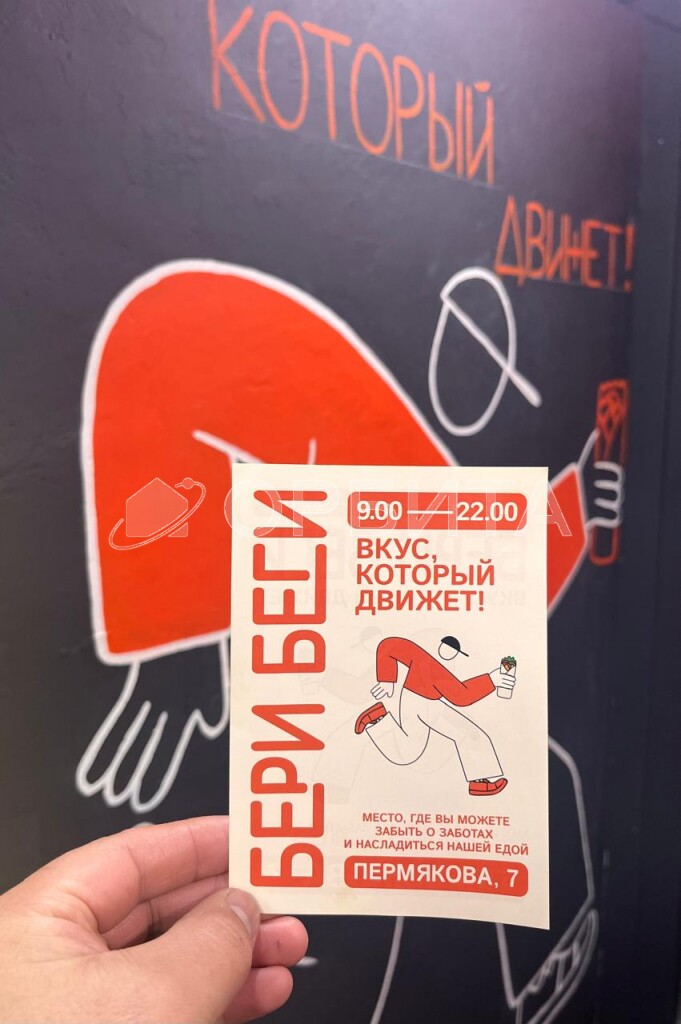 КОТОРЫЙ
ДВИЖЕТ!
ОРБИТА
БЕРИ БЕГИ
9.00 — 22.00
ВКУС,
КОТОРЫЙ
ДВИЖЕТ!
МЕСТО, ГДЕ ВЫ МОЖЕТЕ
ЗАБЫТЬ О ЗАБОТАХ
И НАСЛАДИТЬСЯ НАШЕЙ ЕДОЙ
ПЕРМЯКОВА, 7